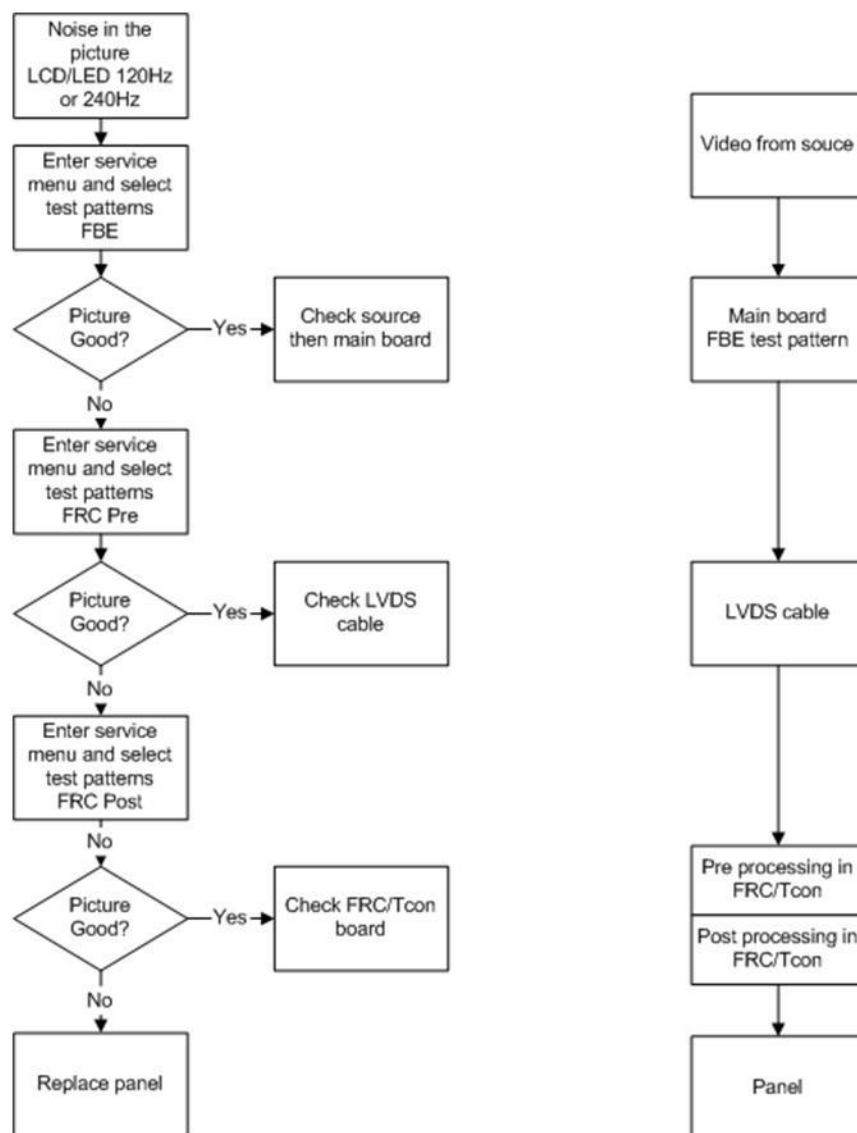 Noise in the
picture
LCD/LED 120Hz
or 240Hz
Enter service
menu and select
test patterns
FBE
Picture
Good?
Yes
Check source
then main board
No
Enter service
menu and select
test patterns
FRC Pre
Picture
Good?
Yes
Check LVDS
cable
No
Enter service
menu and select
test patterns
FRC Post
No
Picture
Good?
Yes
Check FRC/Tcon
board
No
Replace panel
Video from souce
Main board
FBE test pattern
LVDS cable
Pre processing in
FRC/Tcon
Post processing in
FRC/Tcon
Panel